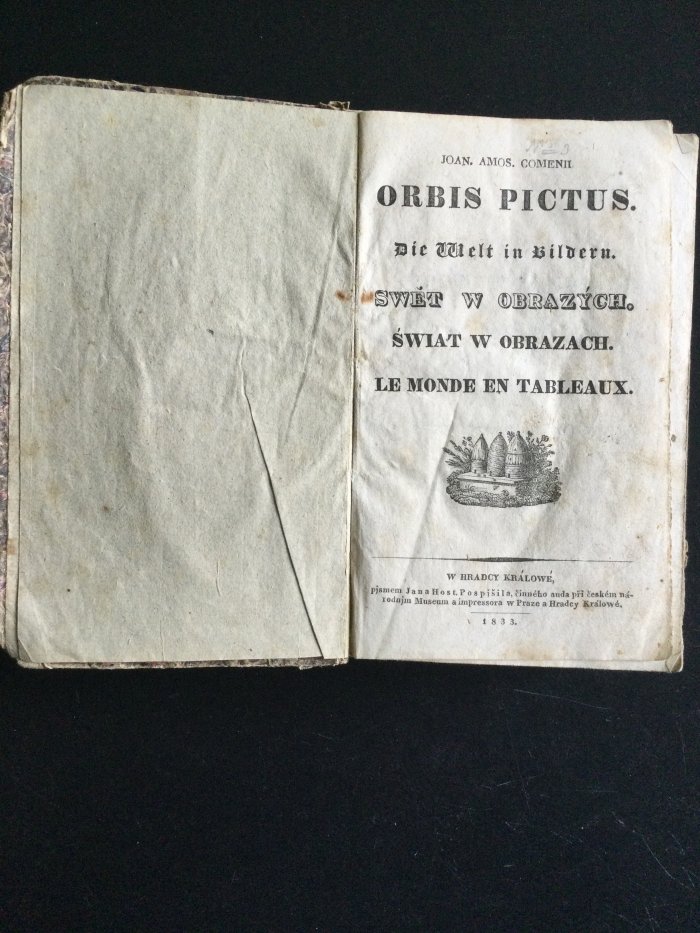 JOAN. AMOS. COMENII
ORBIS PICTUS.
Die Welt in Bildern.
SWĚT W OBRAZÝCH.
ŚWIAT W OBRAZACH.
LE MONDE EN TABLEAUX.
W HRADCY KRÁLOWÉ,
pjsmem Jana Host. Pospjšila, činného auda při českém ná-
rodnjm Museum a impressora w Praze a Hradcy Králowé.
1833.